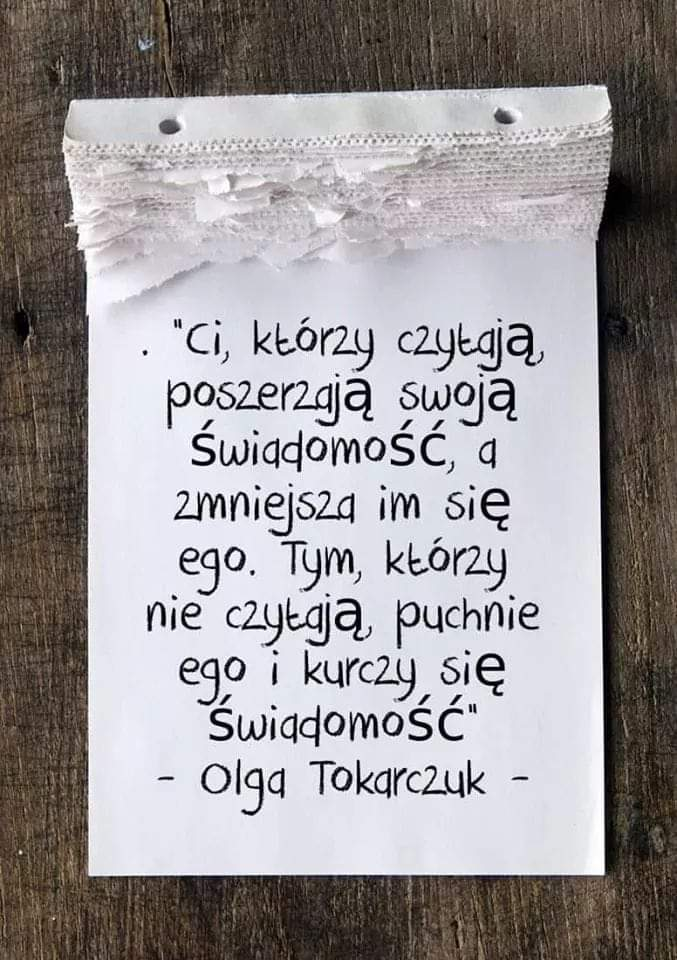 . "Ci, którzy czytają,
poszerzają swoją
świadomość, a
zmniejsza im się
ego. Tym, którzy
nie czytają, puchnie
ego i kurczy się
świadomość"
- Olga Tokarczuk -